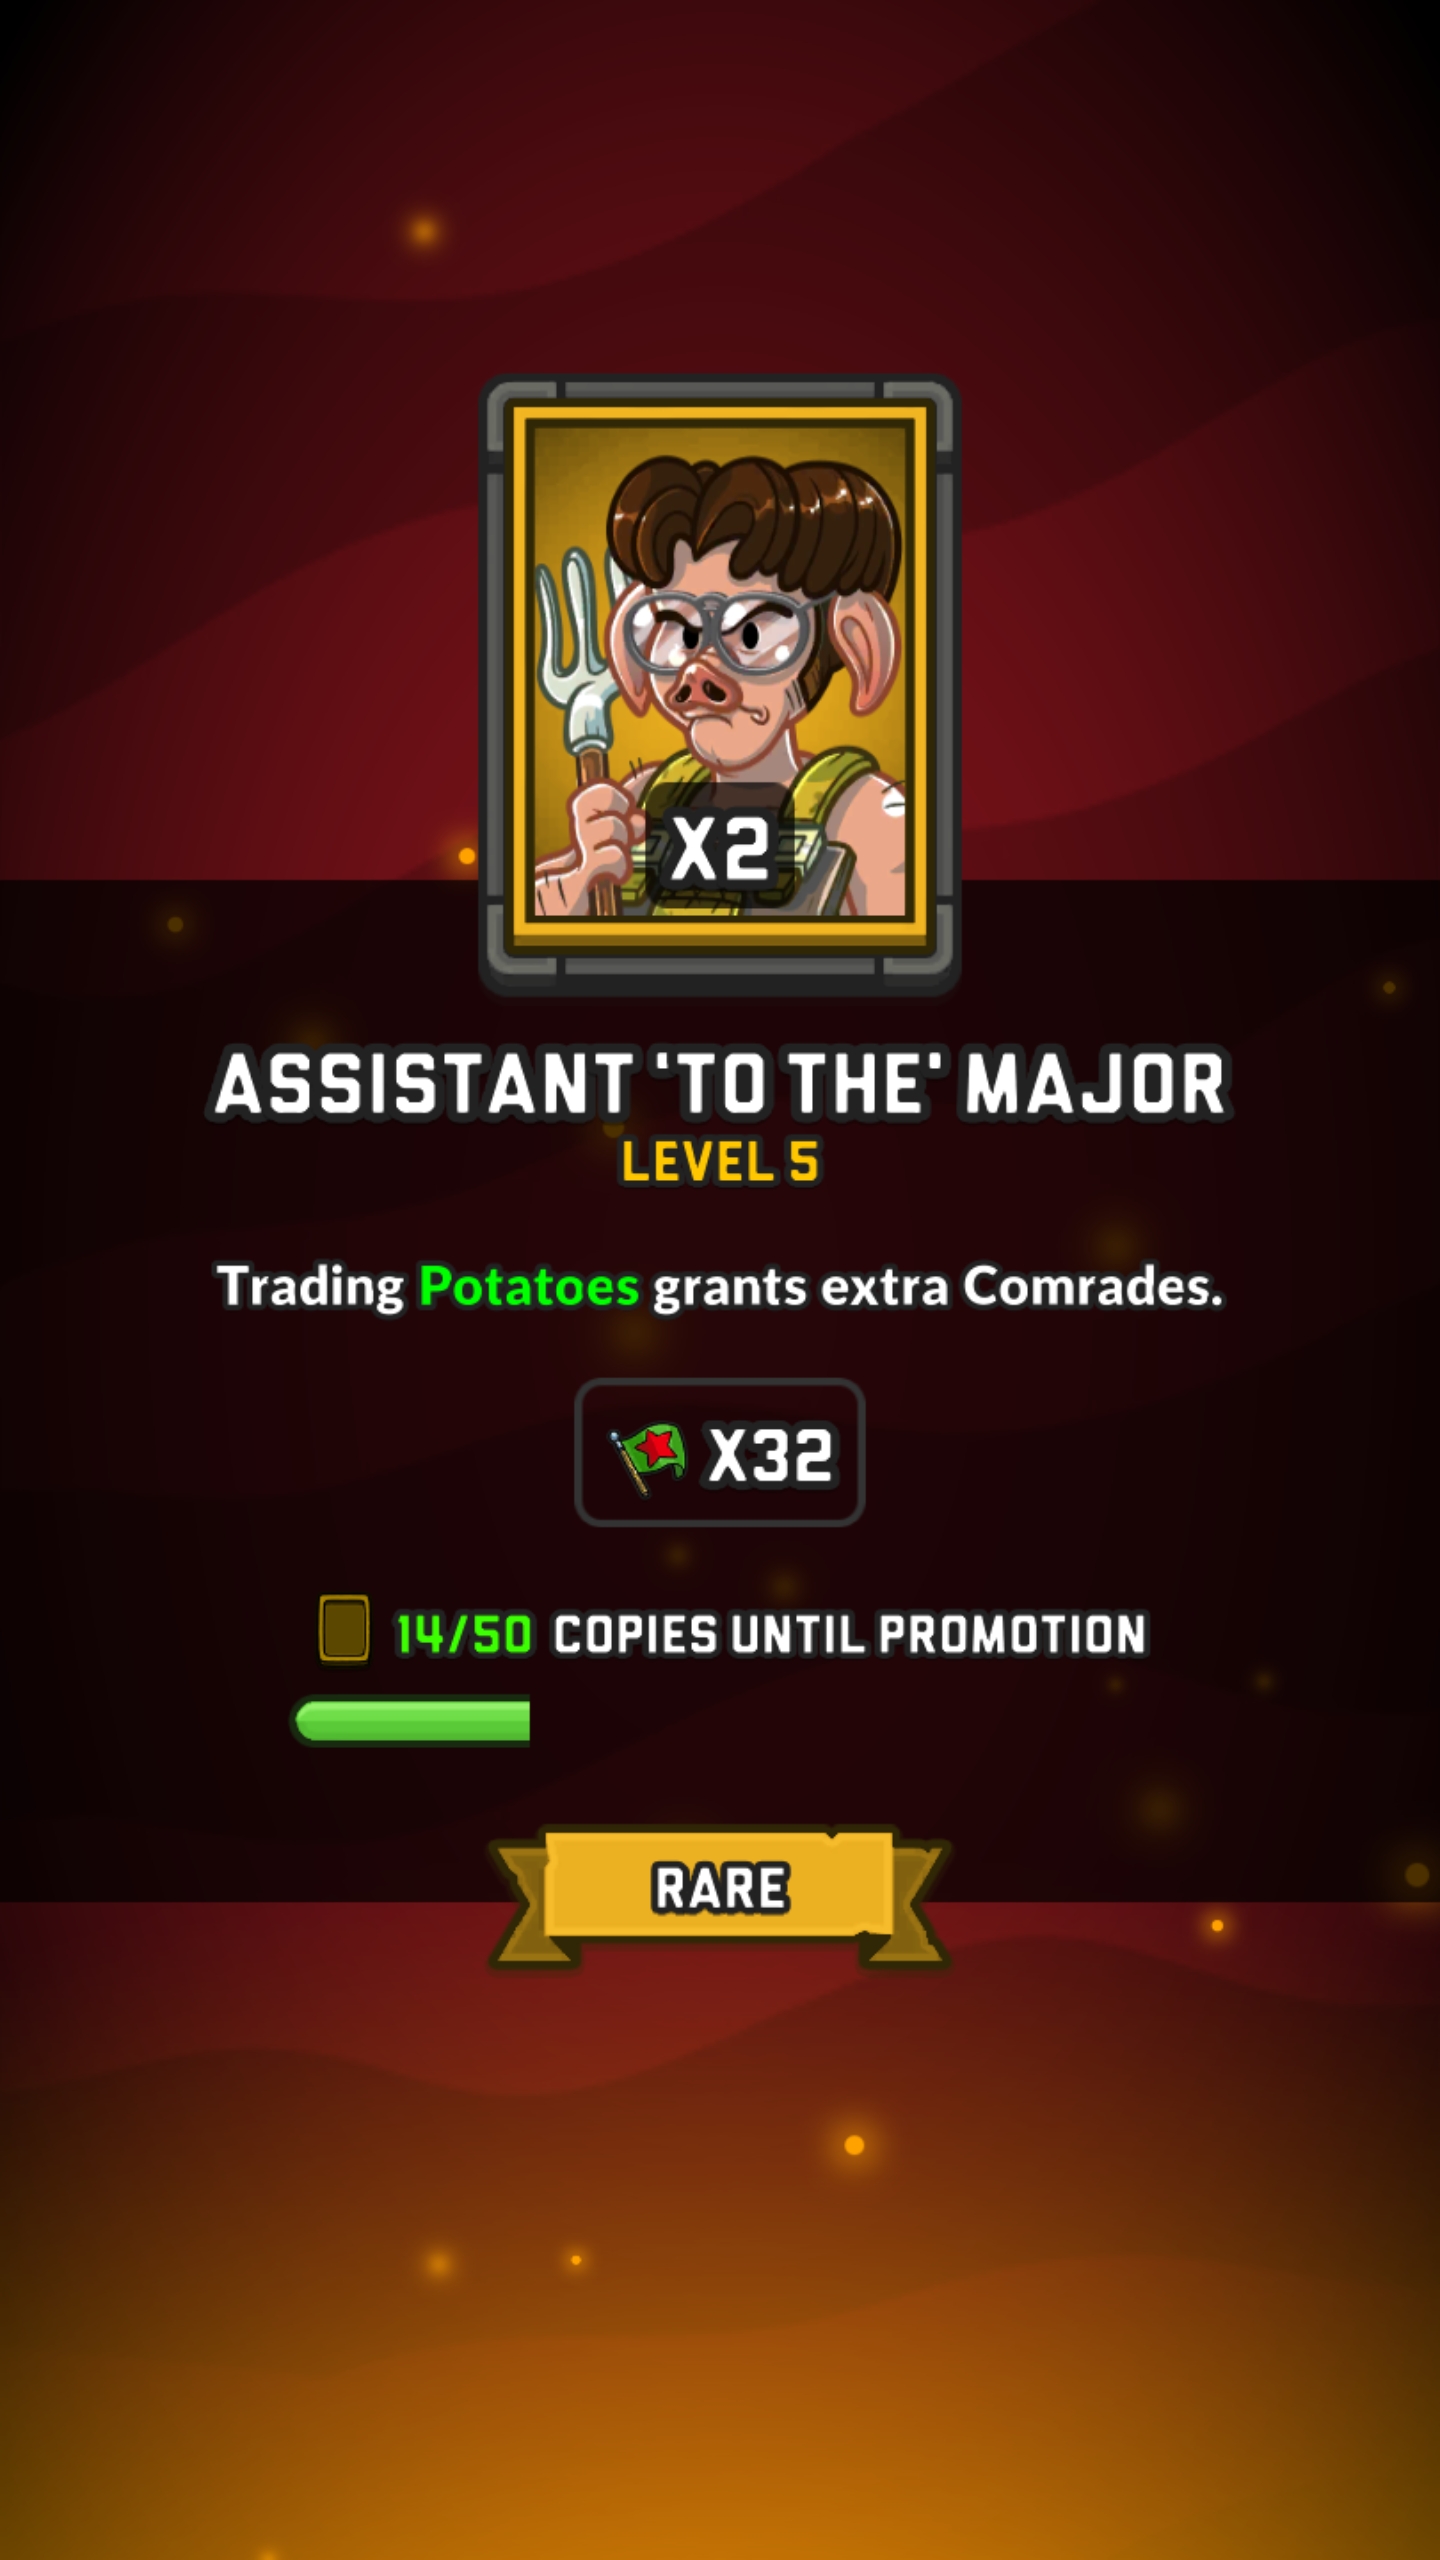 X2
ASSISTANT 'TO THE' MAJOR
LEVEL 5
Trading Potatoes grants extra Comrades.
X32
14/50 COPIES UNTIL PROMOTION
RARE